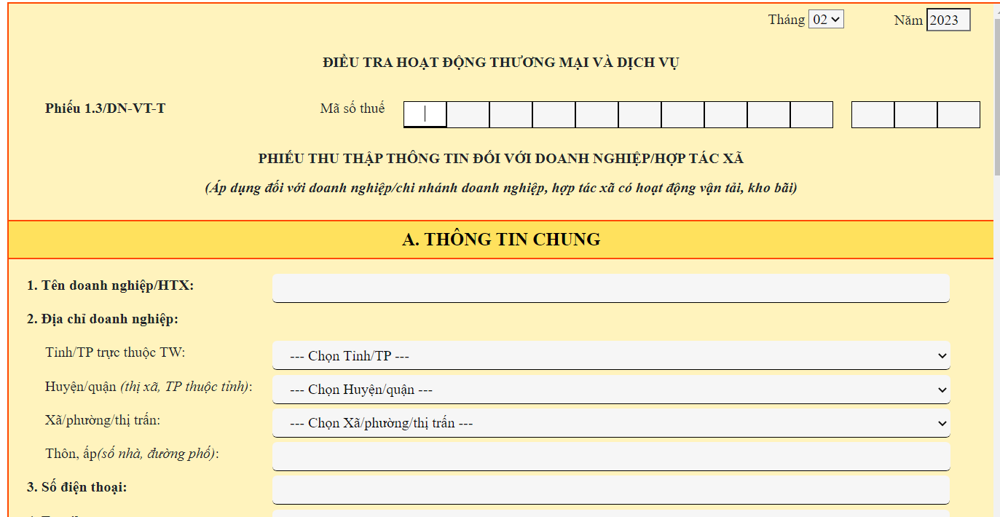 Tháng 02 Năm 2023
ĐIỀU TRA HOẠT ĐỘNG THƯƠNG MẠI VÀ DỊCH VỤ
Phiếu 1.3/DN-VT-T Mã số thuế
PHIẾU THU THẬP THÔNG TIN ĐỐI VỚI DOANH NGHIỆP/HỢP TÁC XÃ
(Áp dụng đối với doanh nghiệp/chi nhánh doanh nghiệp, hợp tác xã có hoạt động vận tải, kho bãi)
A. THÔNG TIN CHUNG
1. Tên doanh nghiệp/HTX:
2. Địa chỉ doanh nghiệp:
Tỉnh/TP trực thuộc TW: --- Chọn Tỉnh/TP ---
Huyện/quận (thị xã, TP thuộc tỉnh): --- Chọn Huyện/quận ---
Xã/phường/thị trấn: --- Chọn Xã/phường/thị trấn ---
Thôn, ấp(số nhà, đường phố):
3. Số điện thoại: